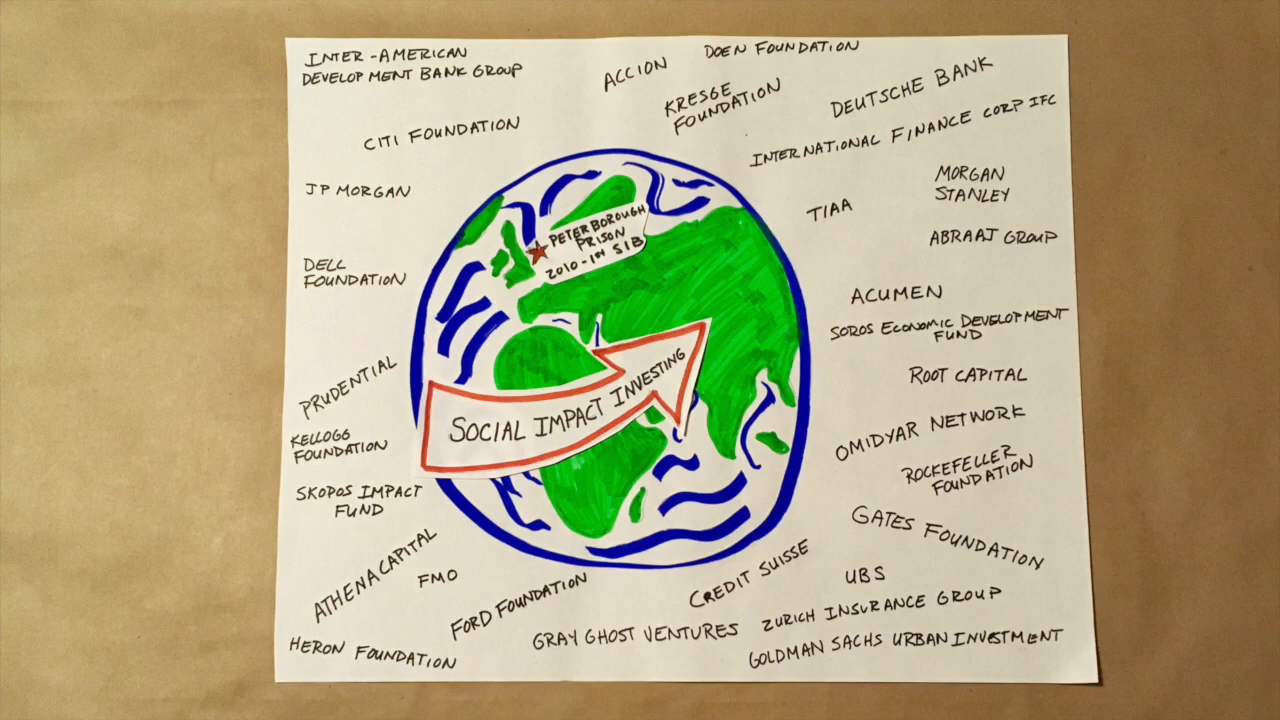 INTER-AMERICAN
DEVELOPMENT BANK GROUP
ACCION
DOEN FOUNDATION
KRESGE
FOUNDATION
DEUTSCHE BANK
CITI FOUNDATION
INTERNATIONAL FINANCE CORP IFC
JP MORGAN
MORGAN
STANLEY
TIAA
ABRAAJ GROUP
PETERBOROUGH
PRISON
2010-1ST SIB
DELL
FOUNDATION
ACUMEN
SOROS ECONOMIC DEVELOPMENT
FUND
PRUDENTIAL
ROOT CAPITAL
SOCIAL IMPACT INVESTING
KELLOGG
FOUNDATION
OMIDYAR NETWORK
ROCKEFELLER
FOUNDATION
SKOPOS IMPACT
FUND
GATES FOUNDATION
ATHENA CAPITAL
FMO
FORD FOUNDATION
CREDIT SUISSE
UBS
HERON FOUNDATION
GRAY GHOST VENTURES
ZURICH INSURANCE GROUP
GOLDMAN SACHS URBAN INVESTMENT